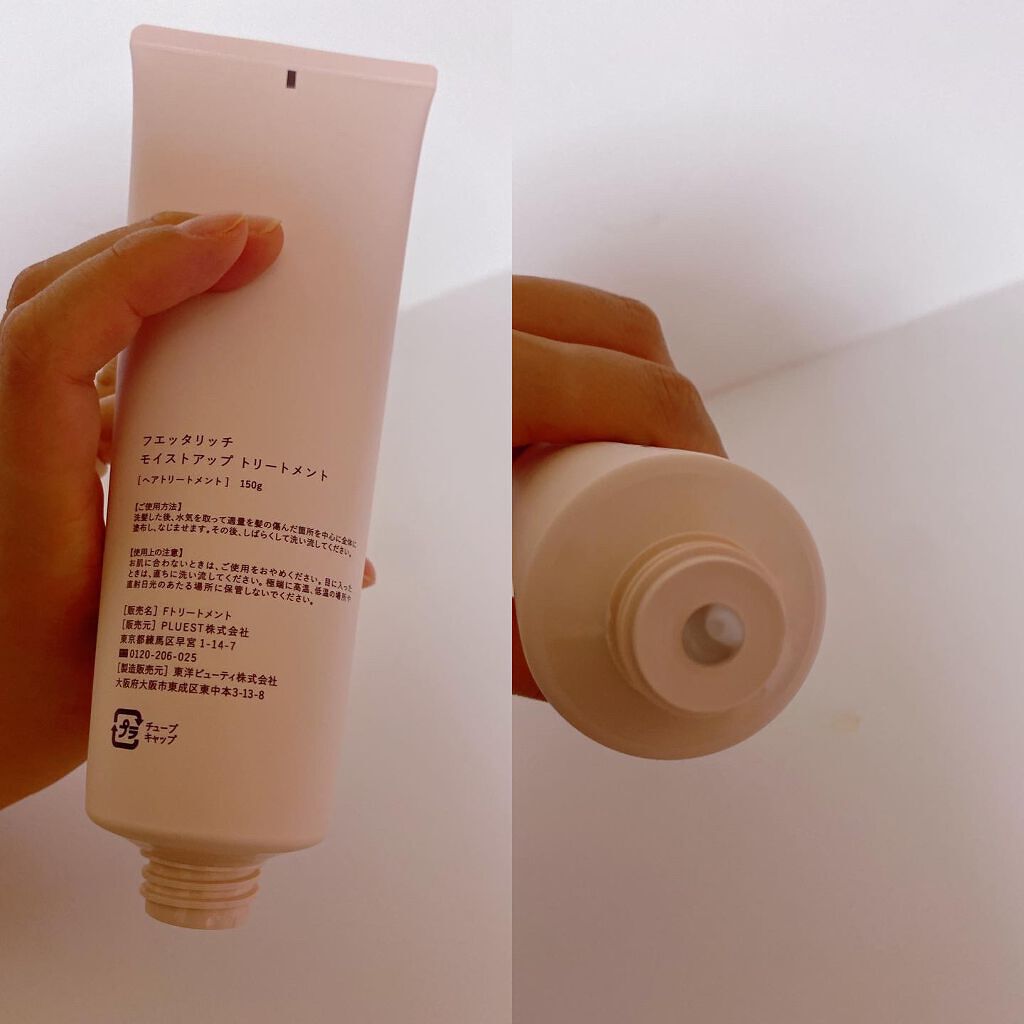 フエッタリッチ
モイストアップ トリートメント
[ヘアトリートメント] 150g
【ご使用方法】
洗髪した後、水気を取って適量を髪の傷んだ箇所を中心に全体に
塗布し、なじませます。その後、しばらくして洗い流してください。
【使用上の注意】
お肌に合わないときは、ご使用をおやめください。目に入った
ときは、直ちに洗い流してください。極端に高温、低温の場所や
直射日光のあたる場所に保管しないでください。
[販売名] Fトリートメント
[販売元] PLUEST株式会社
東京都練馬区早宮1-14-7
0120-206-025
[製造販売元] 東洋ビューティ株式会社
大阪府大阪市東成区東中本3-13-8
プラ
チューブ
キャップ